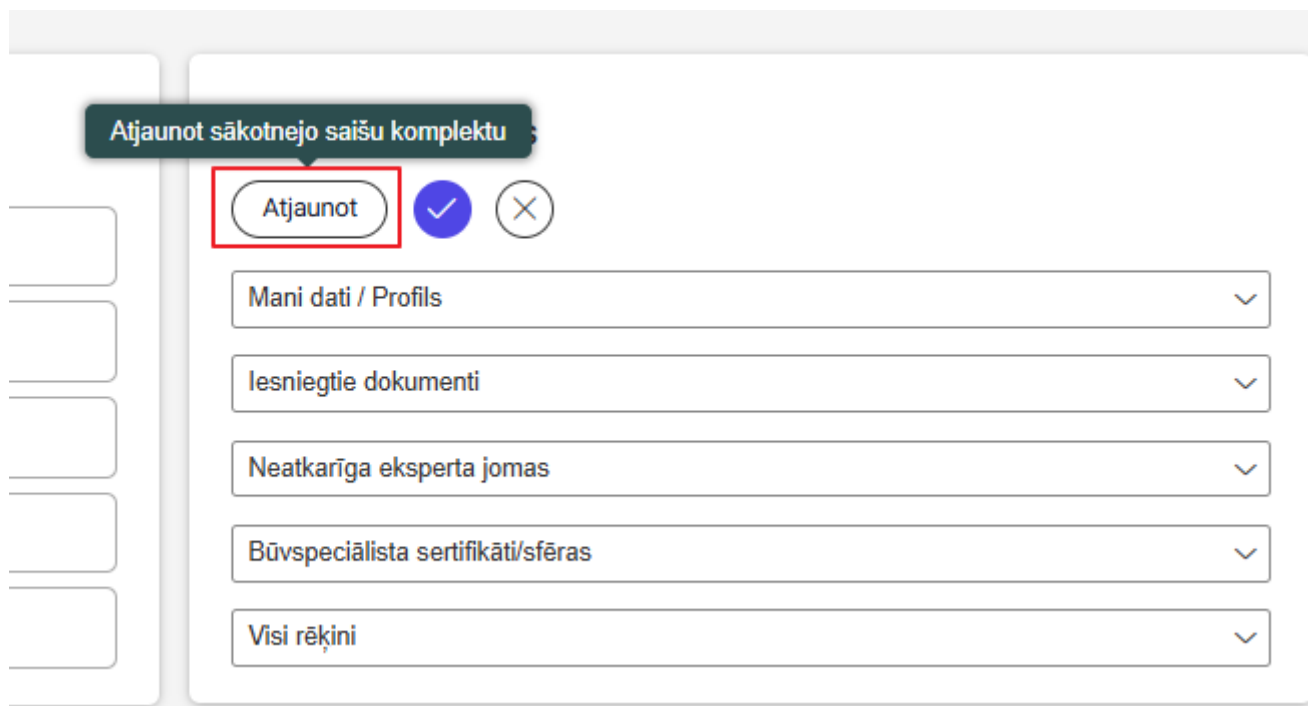 Atjaunot sākotnejo saišu komplektu
Atjaunot
Mani dati / Profils
Iesniegtie dokumenti
Neatkarīga eksperta jomas
Būvspeciālista sertifikāti/sfēras
Visi rēķini